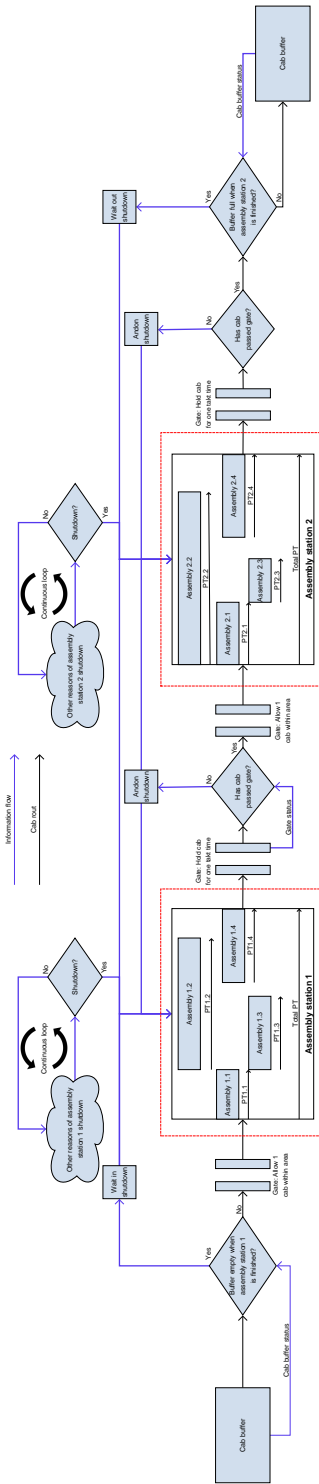 Information flow
Cab rout
Other reasons of assembly
station 1 shutdown
Continuous loop
Shutdown?
No
Yes
Other reasons of assembly
station 2 shutdown
Continuous loop
Shutdown?
No
Yes
Wait in
shutdown
Andon
shutdown
Andon
shutdown
Wait out
shutdown
Cab buffer
Cab buffer status
Buffer empty when
assembly station 1
is finished?
Yes
No
Gate: Allow 1
cab within area
Assembly 1.1
PT1.1
Assembly 1.2
PT1.2
Assembly 1.3
PT1.3
Assembly 1.4
PT1.4
Total PT
Assembly station 1
Gate: Hold cab
for one takt time
Gate status
Has cab
passed gate?
No
Yes
Gate: Allow 1
cab within area
Assembly 2.1
PT2.1
Assembly 2.2
PT2.2
Assembly 2.3
PT2.3
Assembly 2.4
PT2.4
Total PT
Assembly station 2
Gate: Hold cab
for one takt time
Has cab
passed gate?
No
Yes
Buffer full when
assembly station 2
is finished?
Yes
No
Cab buffer status
Cab buffer